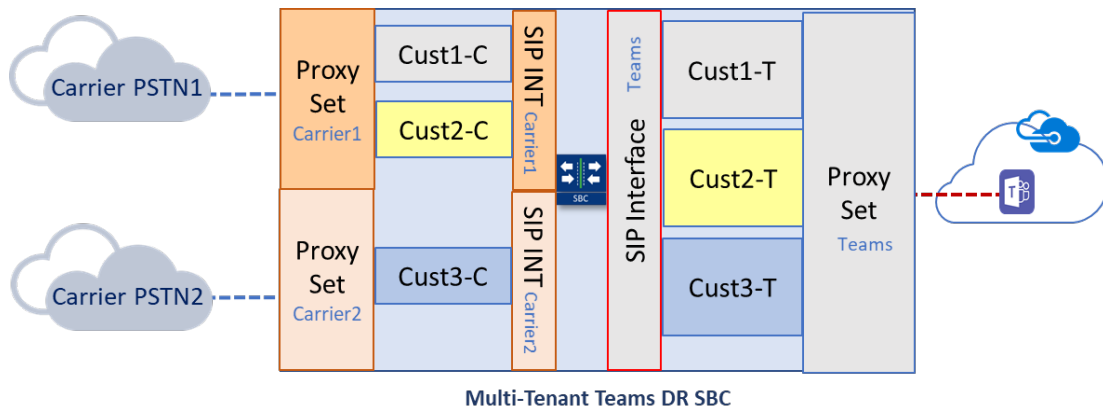 Carrier PSTN1
Carrier PSTN2
Proxy
Set
Carrier1
Proxy
Set
Carrier2
Cust1-C
Cust2-C
Cust3-C
SIP INT Carrier1
SIP INT Carrier2
SBC
SIP Interface Teams
Cust1-T
Cust2-T
Cust3-T
Proxy
Set
Teams
T
Multi-Tenant Teams DR SBC